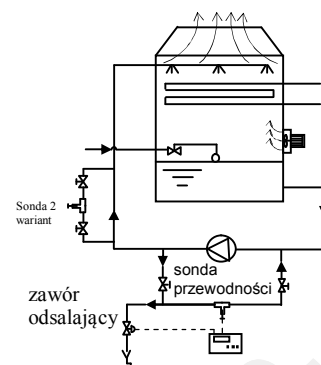 Sonda 2
wariant
sonda
przewodności
zawór
odsalający